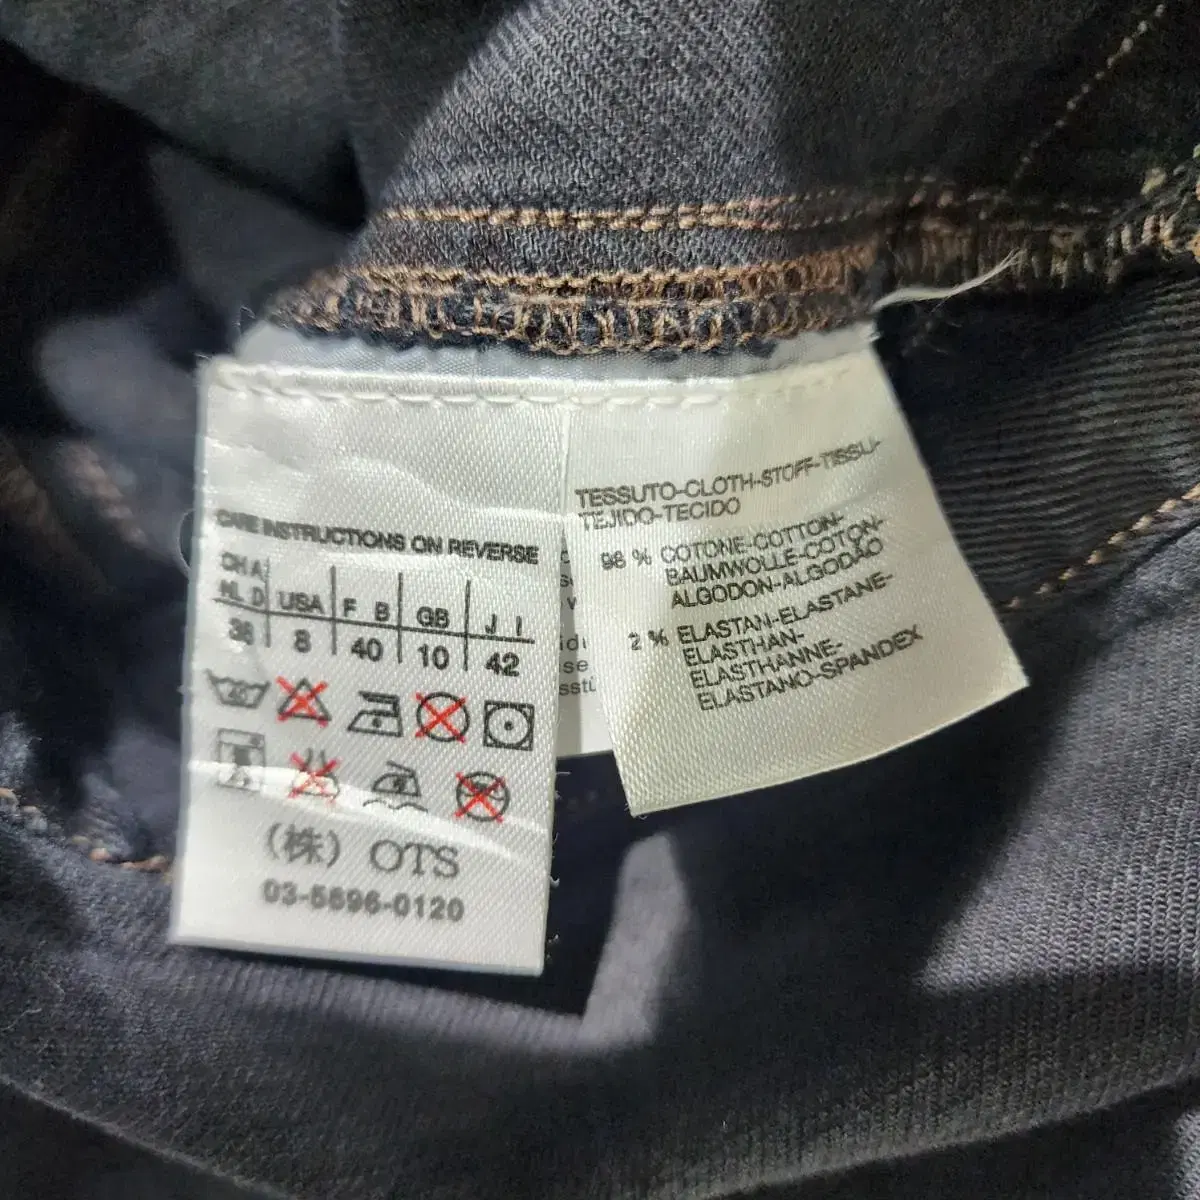 CARE INSTRUCTIONS ON REVERSE
CH A
NL D USA F B GB J I
38 8 40 10 42
(株) OTS
03-5896-0120
TESSUTO-CLOTH-STOFF-TISSU-
TEJIDO-TECIDO
98 % COTONE-COTTON-
BAUMWOLLE-COTON-
ALGODON-ALGODÃO
2 % ELASTAN-ELASTANE-
ELASTHAN-
ELASTHANNE-
ELASTANO-SPANDEX